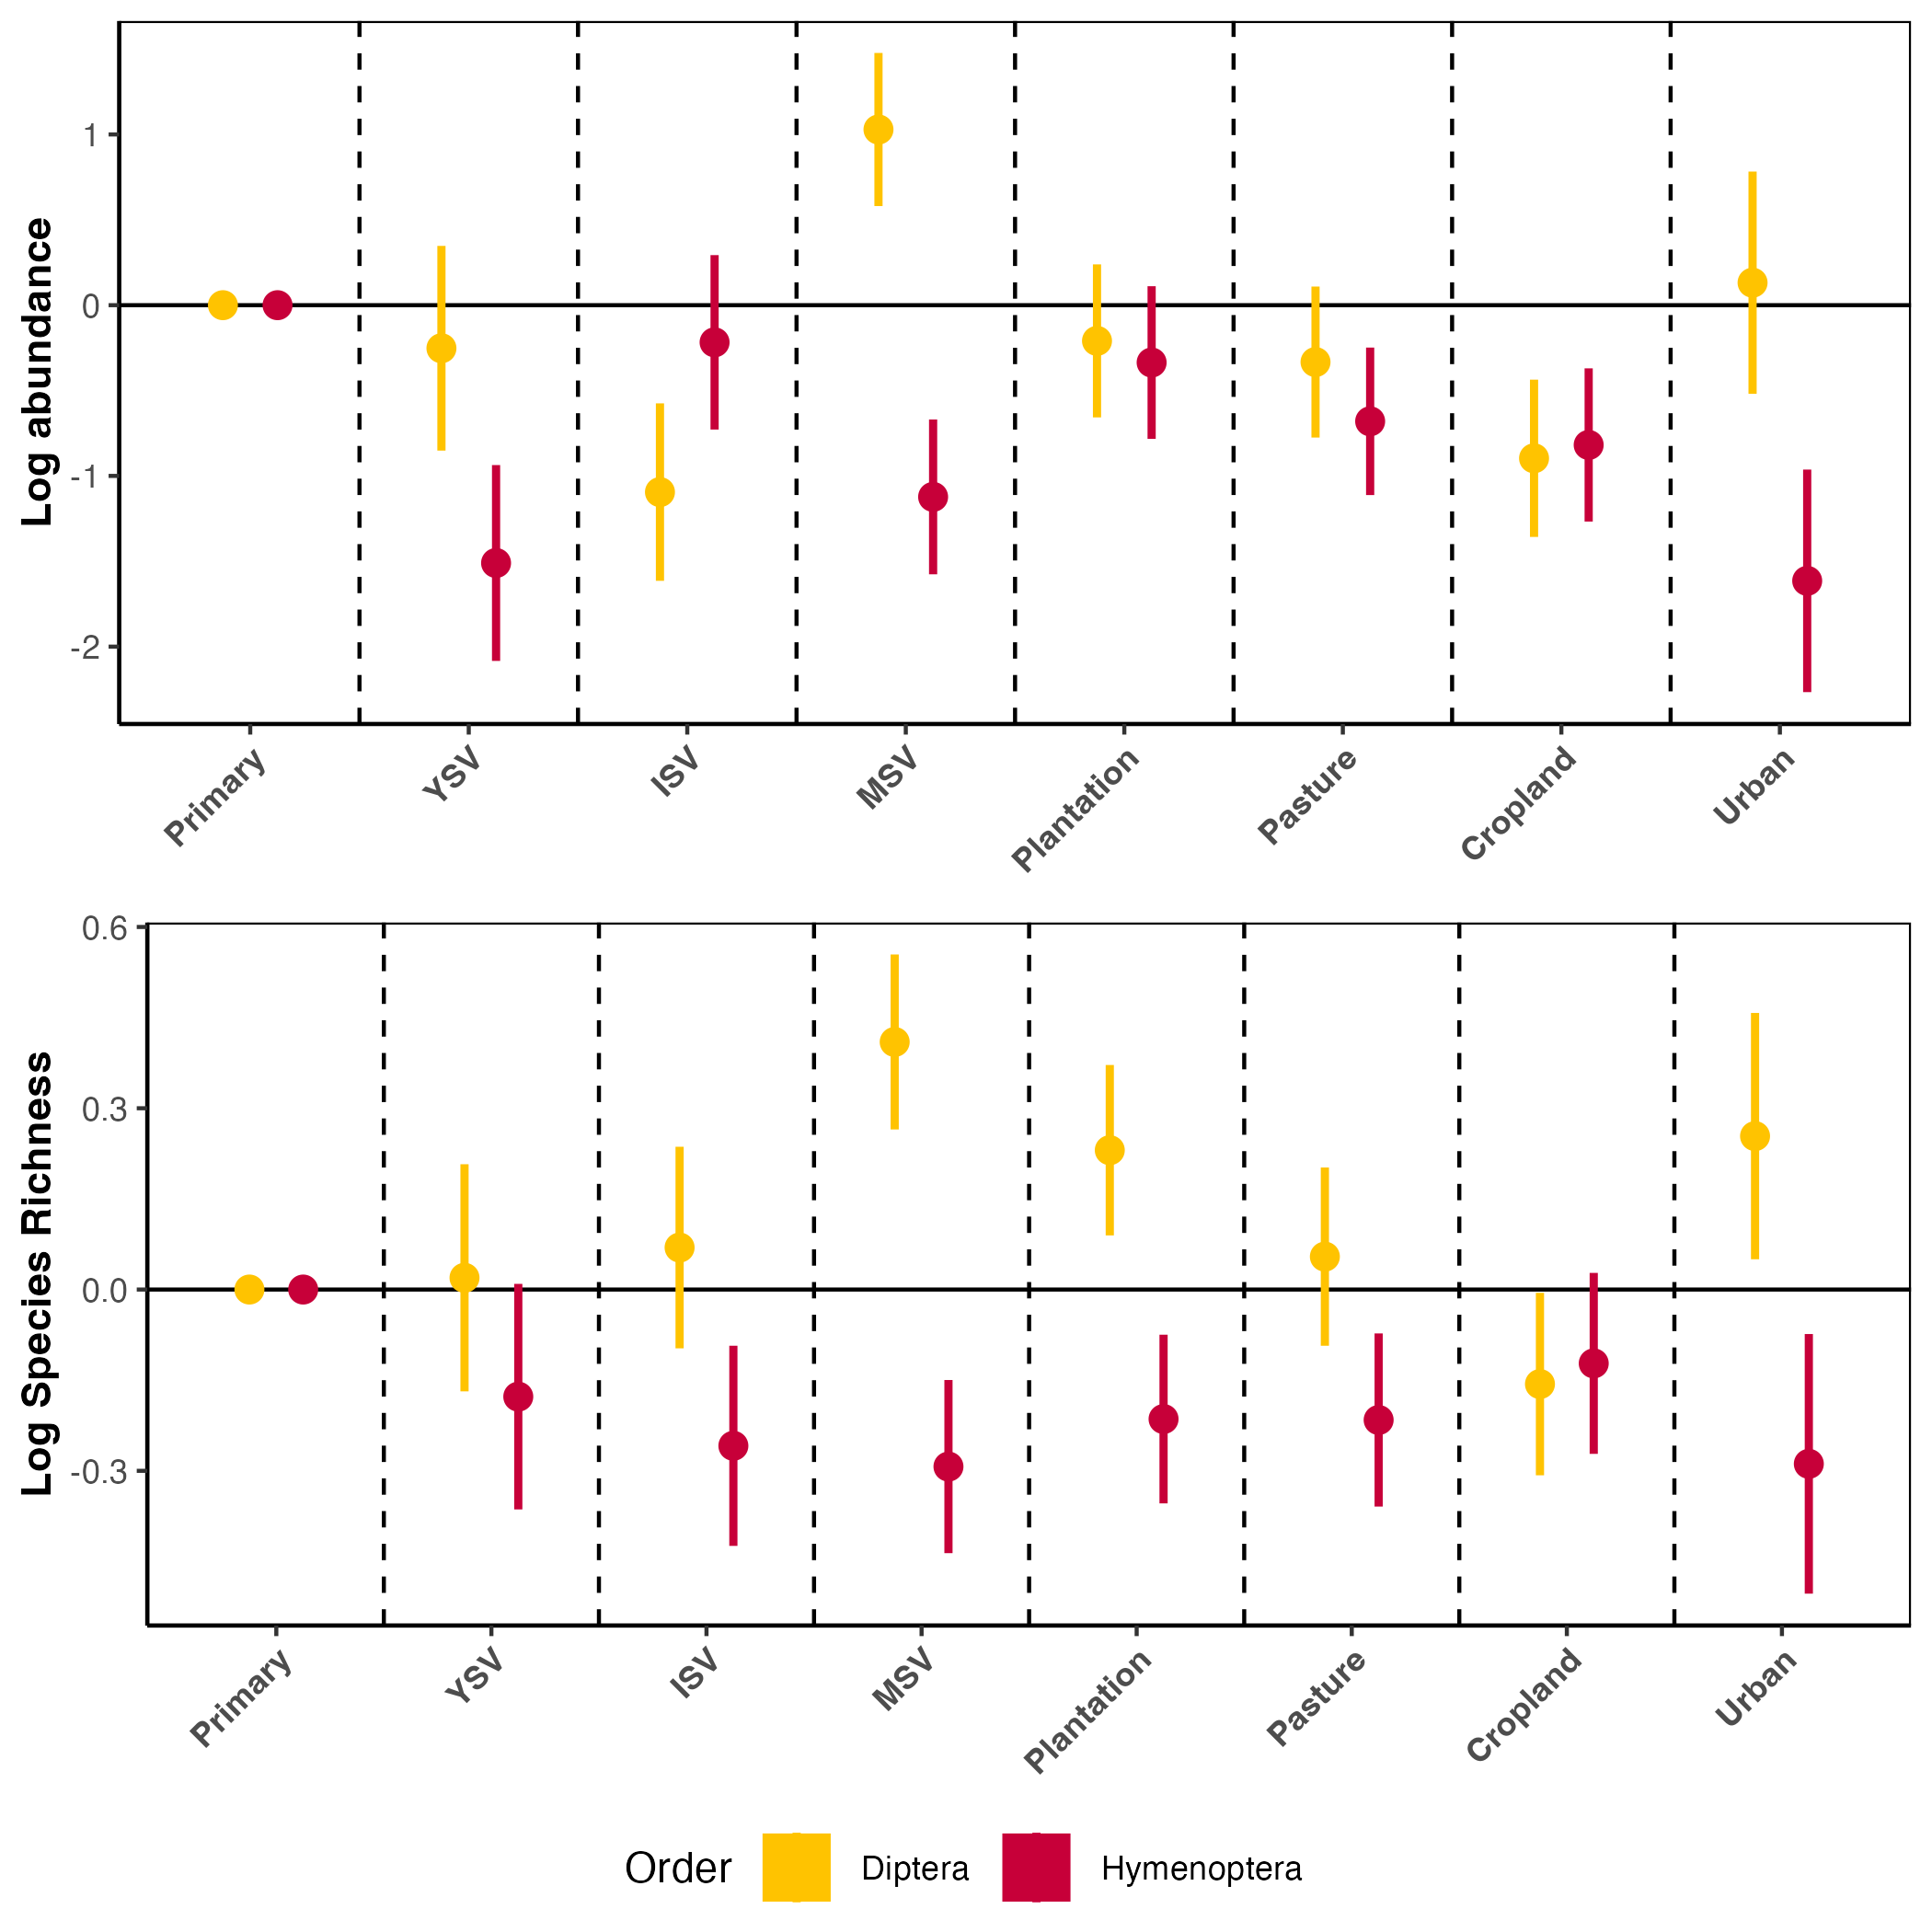 Log abundance
1
0
-1
-2
Primary
YSV
ISV
MSV
Plantation
Pasture
Cropland
Urban
Log Species Richness
0.6
0.3
0.0
-0.3
Primary
YSV
ISV
MSV
Plantation
Pasture
Cropland
Urban
Order Diptera Hymenoptera